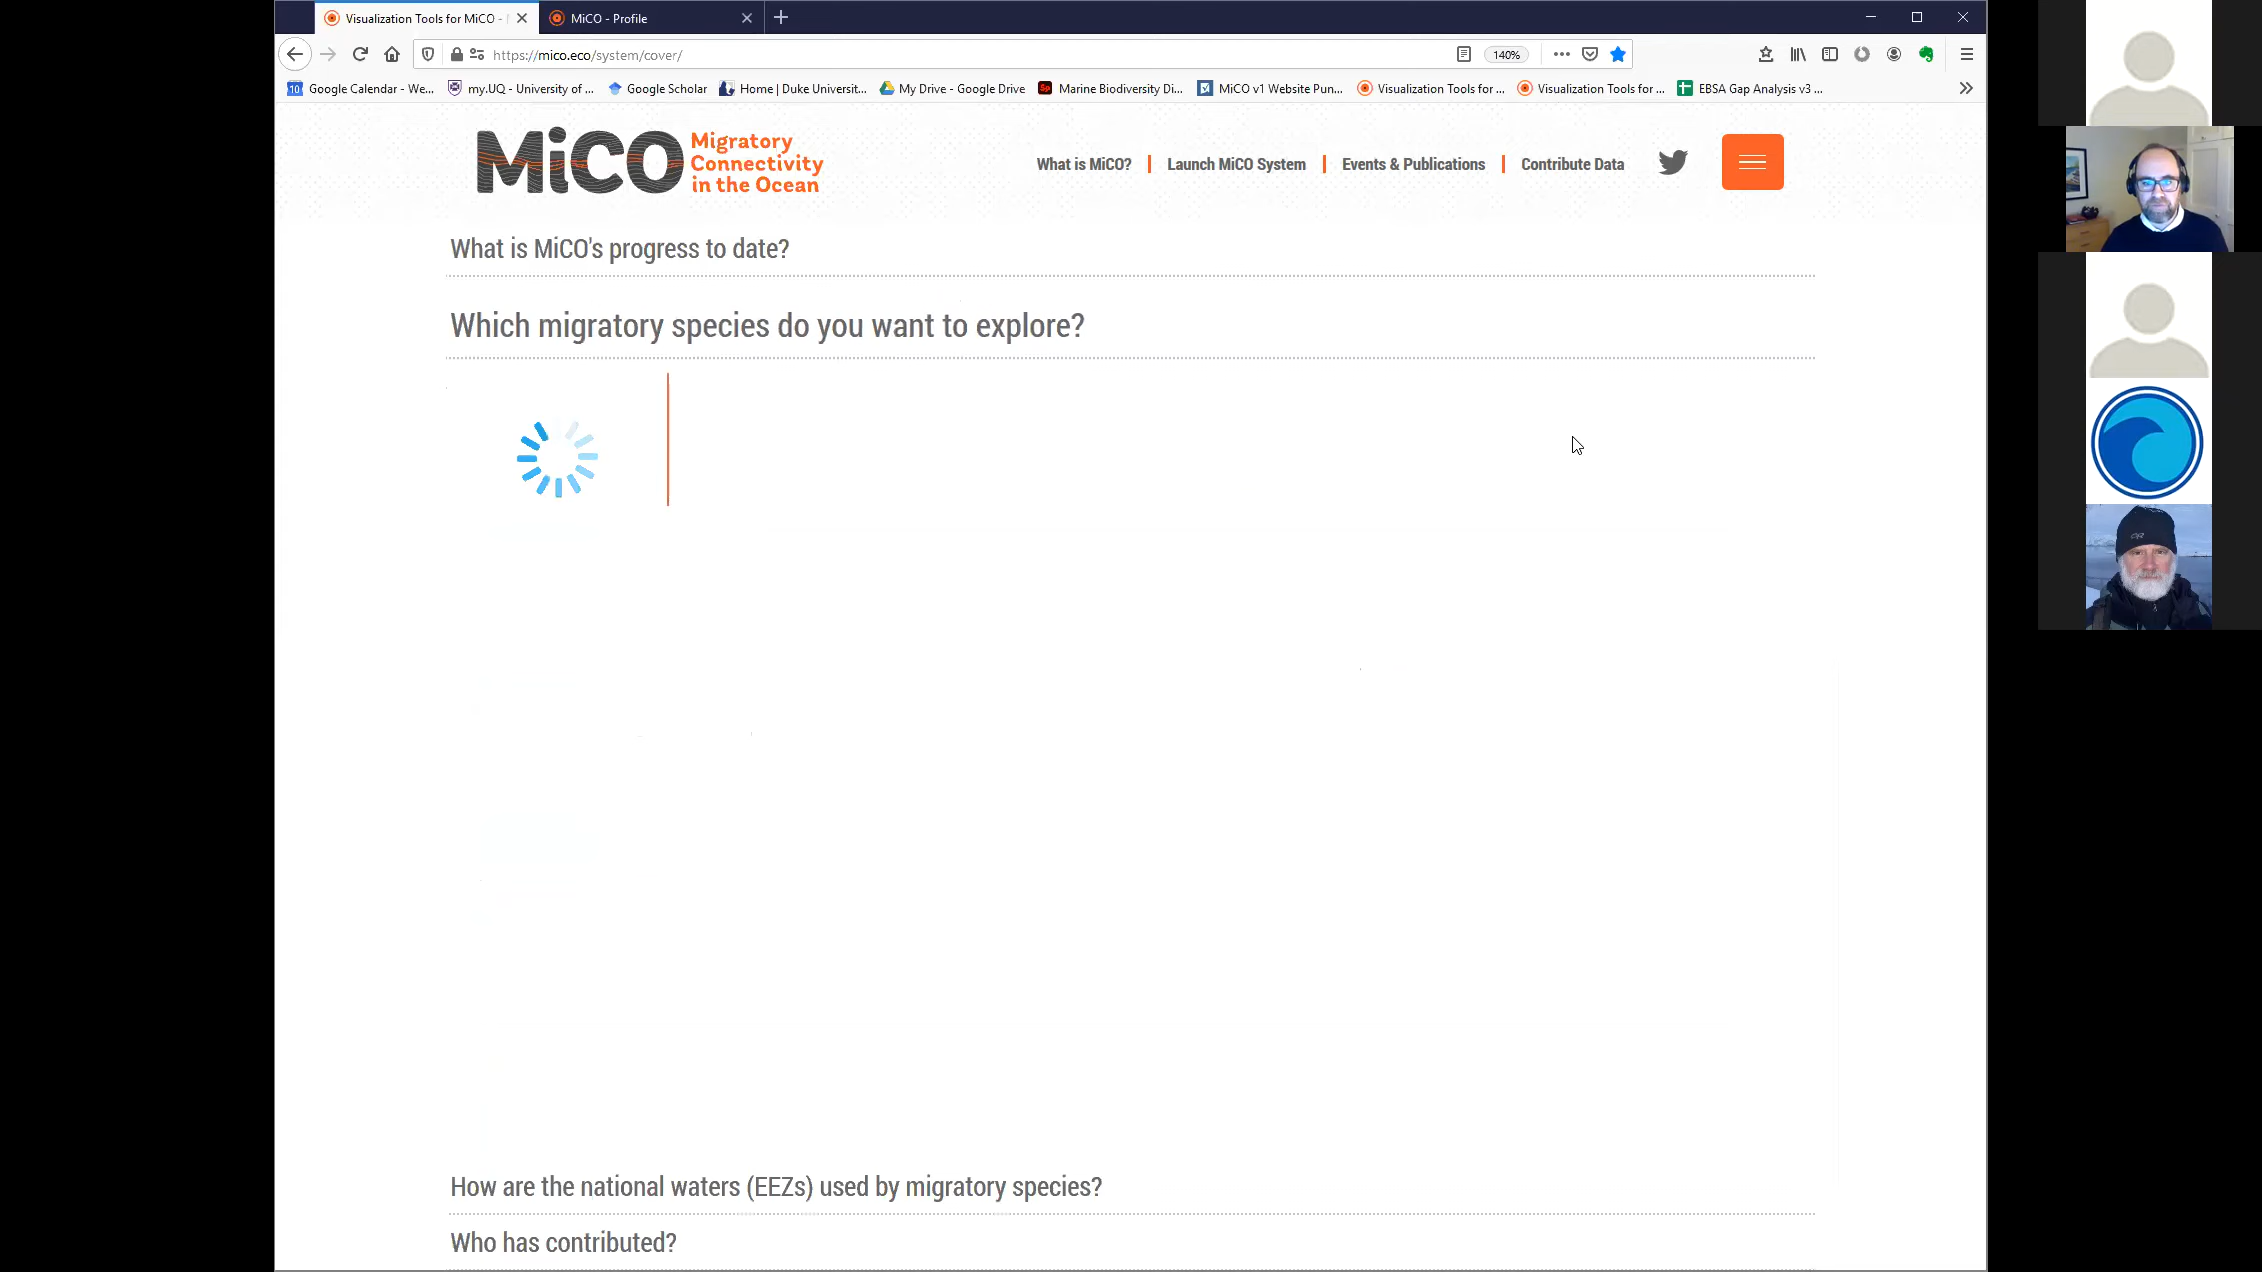 Visualization Tools for MiCO -
MiCO - Profile
https://mico.eco/system/cover/
140%
Google Calendar - We...
my.UQ - University of ...
Google Scholar
Home | Duke Universit...
My Drive - Google Drive
Marine Biodiversity Di...
MiCO v1 Website Pun...
Visualization Tools for ...
Visualization Tools for ...
EBSA Gap Analysis v3 ...
MiCO
Migratory
Connectivity
in the Ocean
What is MiCO?
Launch MiCO System
Events & Publications
Contribute Data
What is MiCO's progress to date?
Which migratory species do you want to explore?
How are the national waters (EEZs) used by migratory species?
Who has contributed?